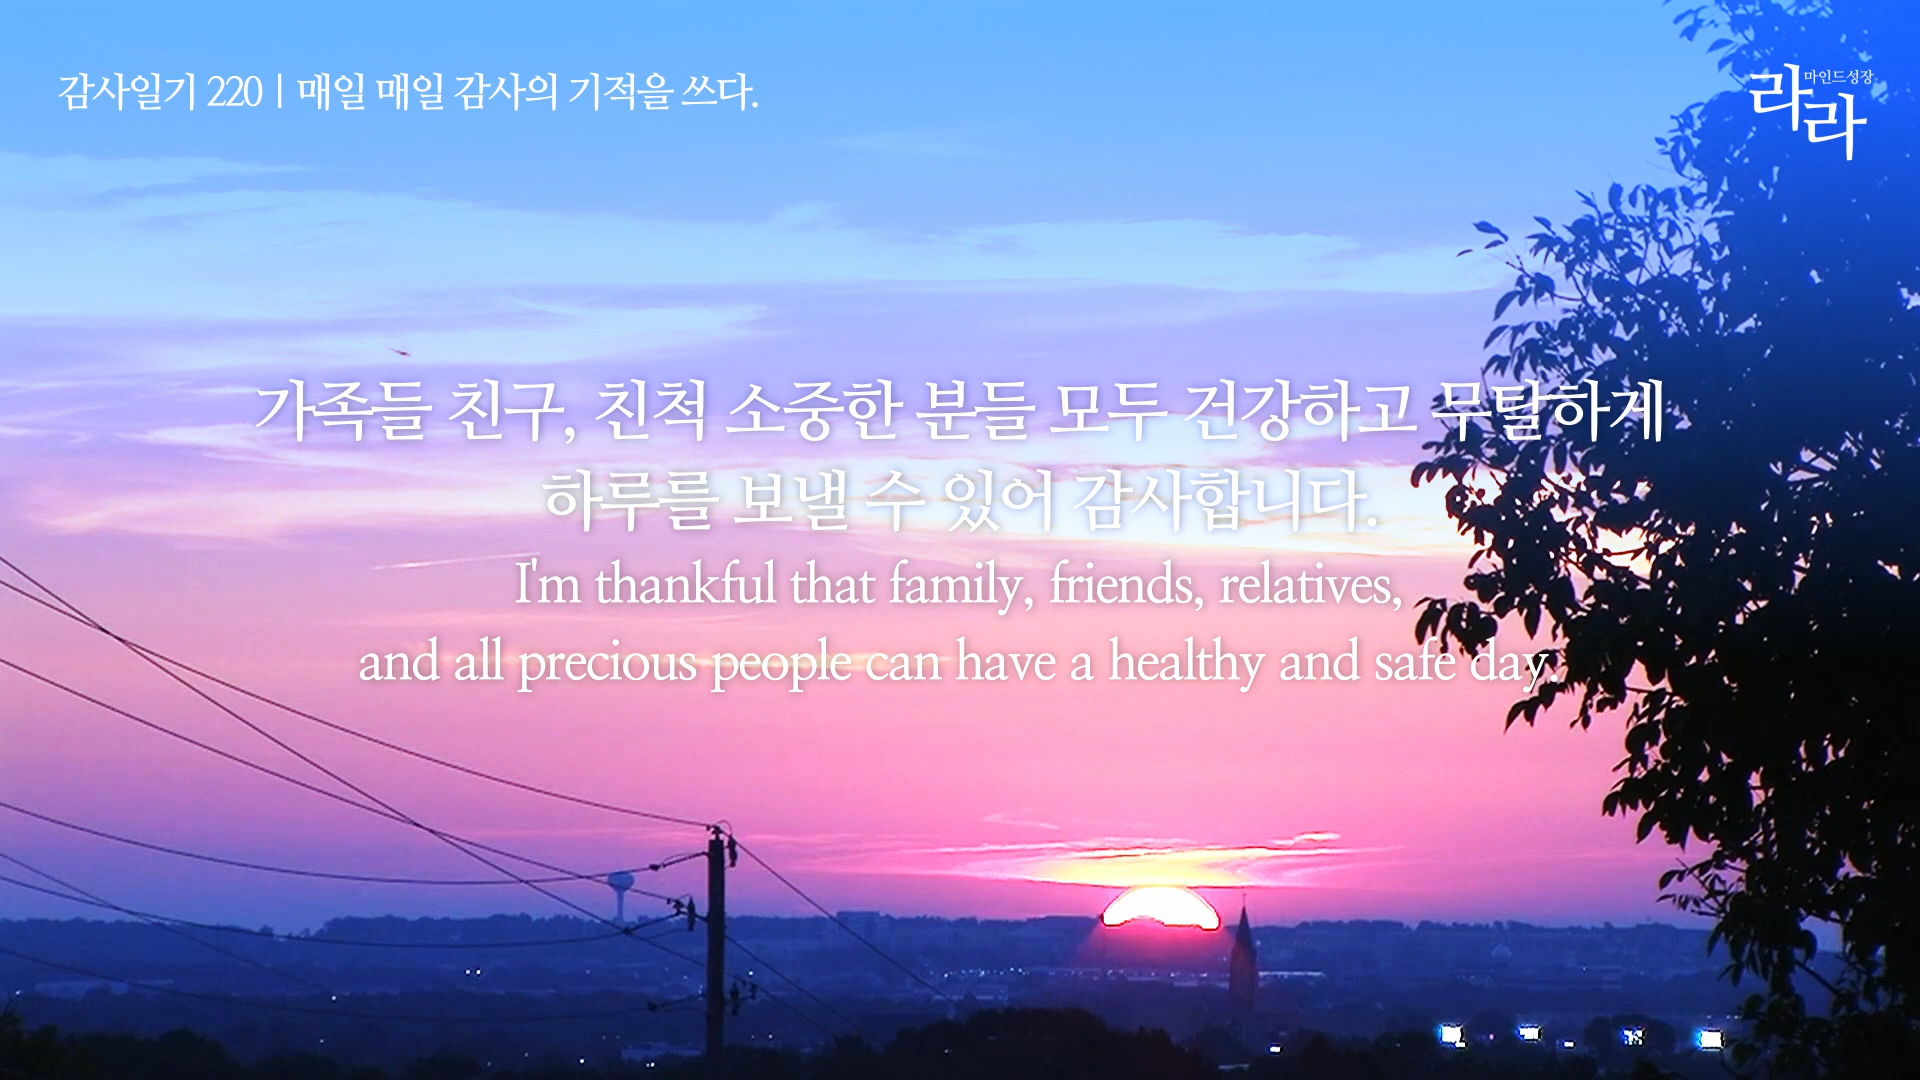 감사일기 220 | 매일 매일 감사의 기적을 쓰다.
마인드성장
라라
가족들 친구, 친척 소중한 분들 모두 건강하고 무탈하게
하루를 보낼 수 있어 감사합니다.
I'm thankful that family, friends, relatives,
and all precious people can have a healthy and safe day.